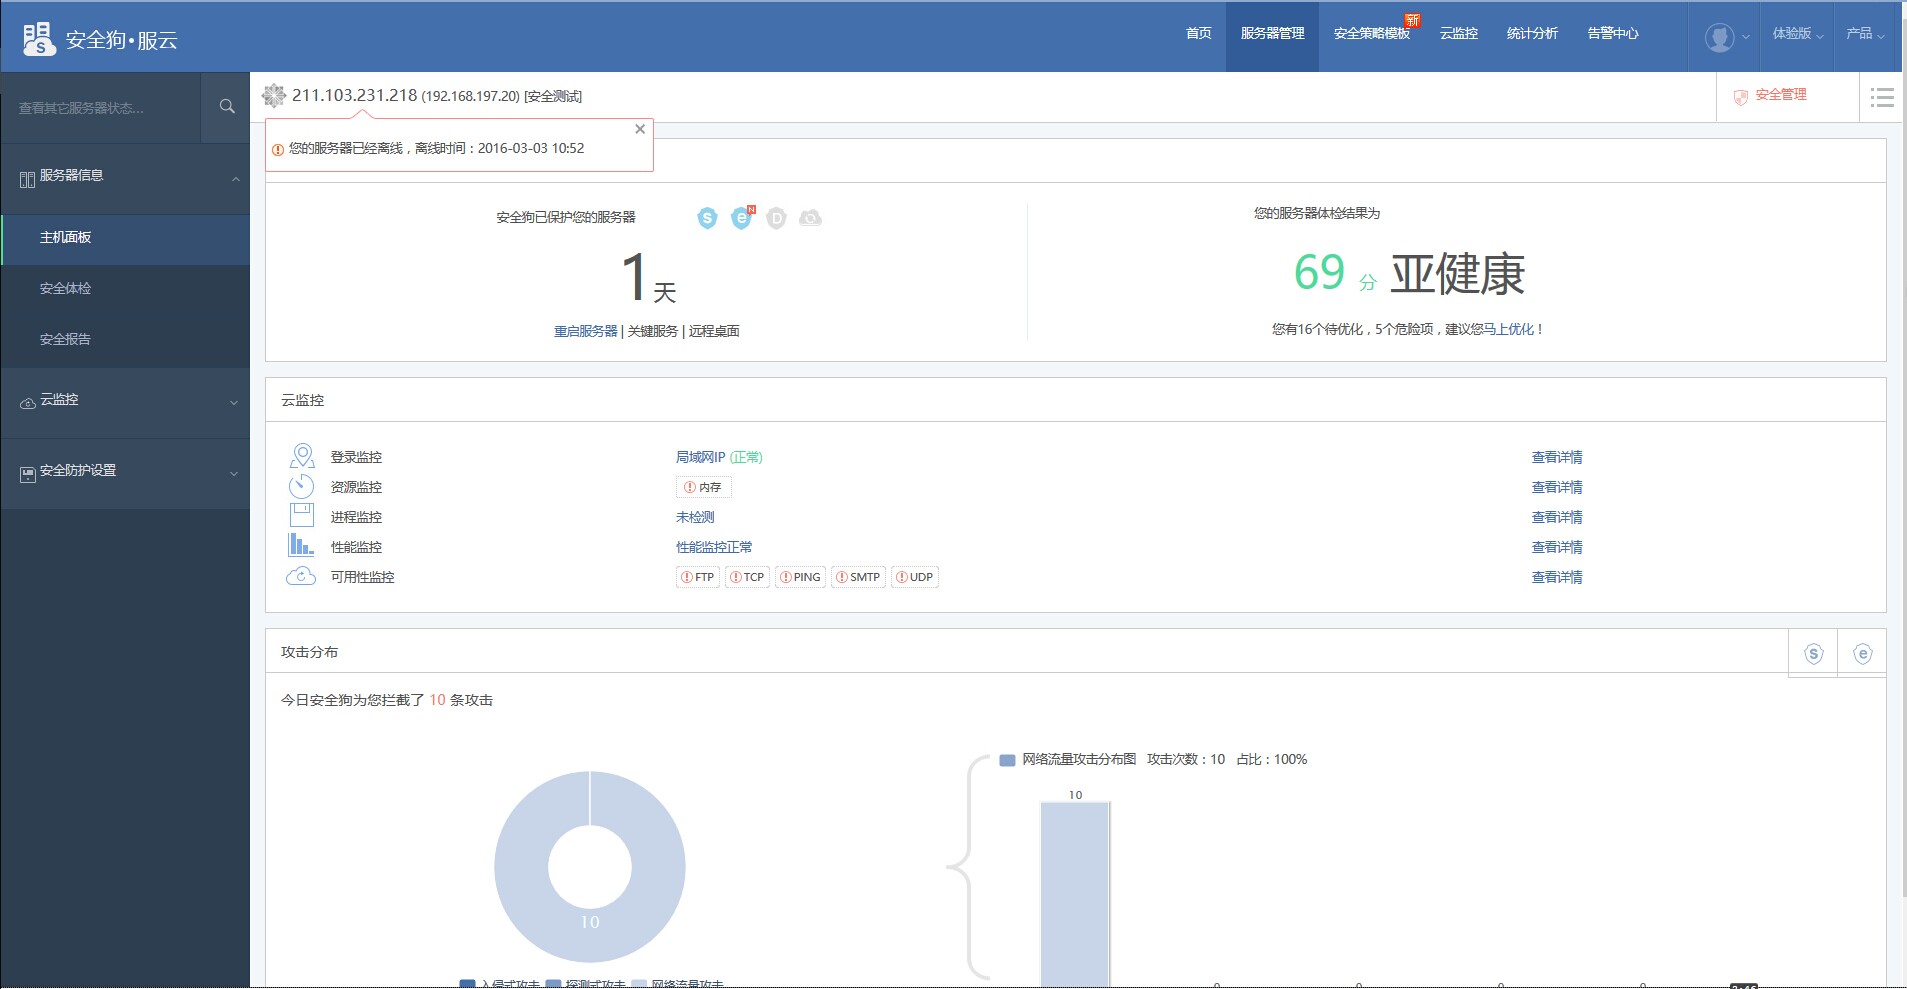 安全狗•服云
首页
服务器管理
安全策略模板
新
云监控
统计分析
告警中心
体验版
产品
查看其它服务器状态...
211.103.231.218 (192.168.197.20) [安全测试]
安全管理
您的服务器已经离线，离线时间：2016-03-03 10:52
服务器信息
主机面板
安全体检
安全报告
云监控
安全防护设置
安全狗已保护您的服务器
1天
重启服务器 | 关键服务 | 远程桌面
您的服务器体检结果为
69 分 亚健康
您有16个待优化，5个危险项，建议您马上优化！
云监控
登录监控 局域网IP (正常) 查看详情
资源监控 内存 查看详情
进程监控 未检测 查看详情
性能监控 性能监控正常 查看详情
可用性监控 FTP TCP PING SMTP UDP 查看详情
攻击分布
今日安全狗为您拦截了 10 条攻击
网络流量攻击分布图 攻击次数：10 占比：100%
10
10
入侵式攻击 探测式攻击 网络流量攻击
0 0 0 0